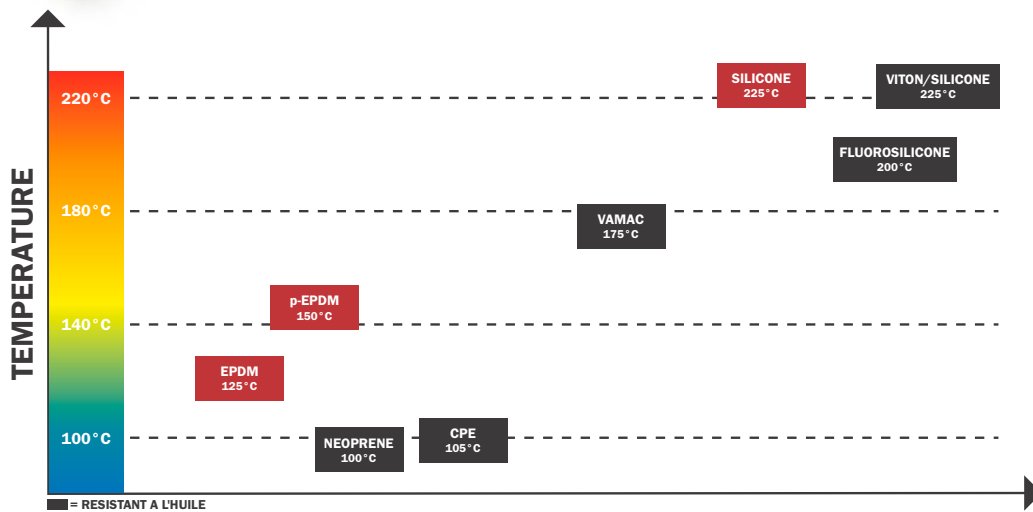 TEMPERATURE
220°C
180°C
140°C
100°C
SILICONE
225°C
VITON/SILICONE
225°C
FLUOROSILICONE
200°C
VAMAC
175°C
p-EPDM
150°C
EPDM
125°C
NEOPRENE
100°C
CPE
105°C
= RESISTANT A L'HUILE